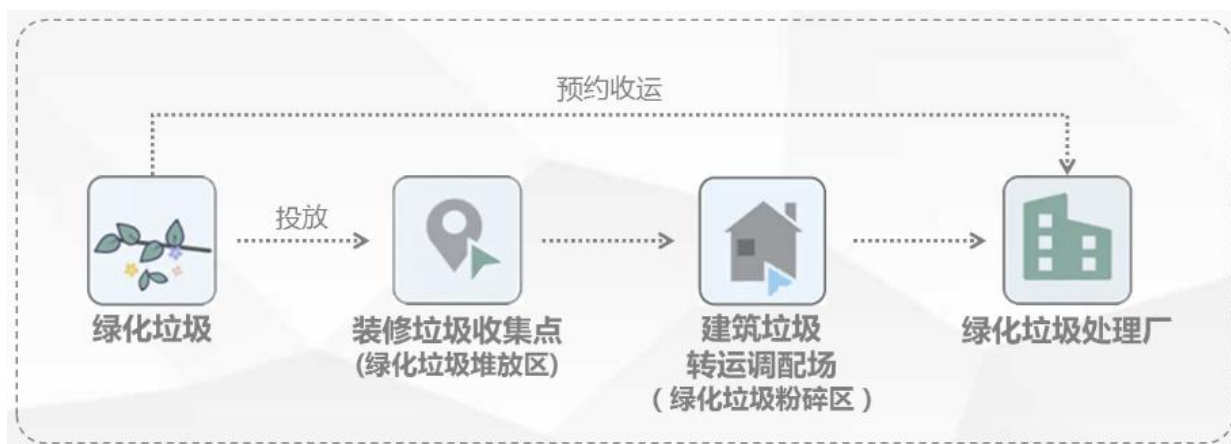 预约收运
投放
绿化垃圾
装修垃圾收集点
(绿化垃圾堆放区)
建筑垃圾
转运调配场
（绿化垃圾粉碎区）
绿化垃圾处理厂